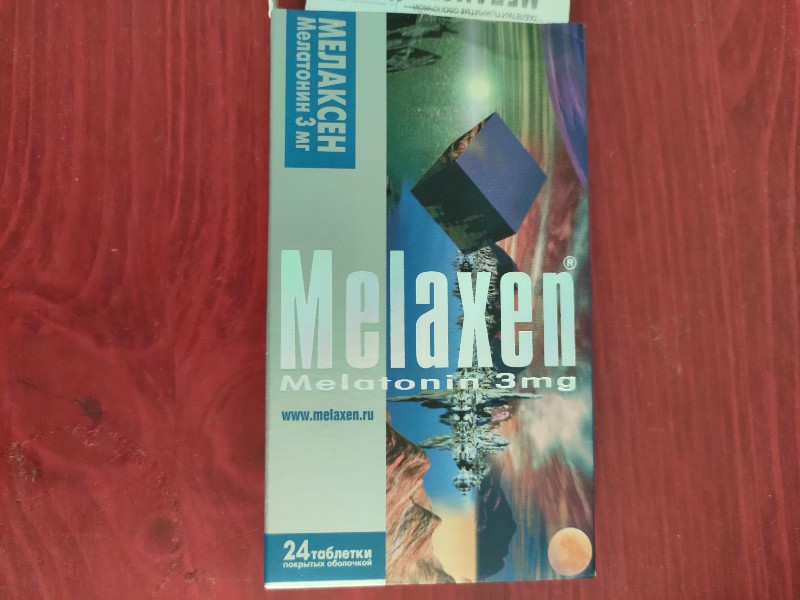 МЕЛАКСЕН
Мелатонин 3 мг
Melaxen®
Melatonin 3mg
www.melaxen.ru
24 таблетки
покрытых оболочкой